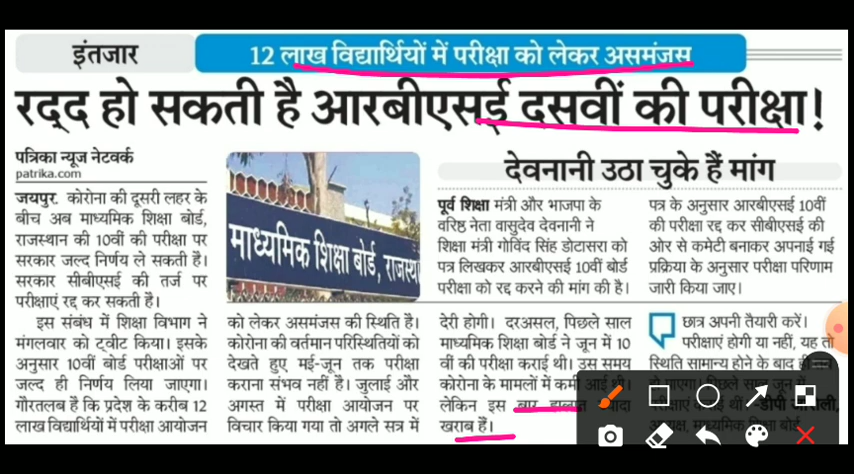 इंतजार
12 लाख विद्यार्थियों में परीक्षा को लेकर असमंजस
रद्द हो सकती है आरबीएसई दसवीं की परीक्षा!
पत्रिका न्यूज नेटवर्क
patrika.com
जयपुर. कोरोना की दूसरी लहर के
बीच अब माध्यमिक शिक्षा बोर्ड,
राजस्थान की 10वीं की परीक्षा पर
सरकार जल्द निर्णय ले सकती है।
सरकार सीबीएसई की तर्ज पर
परीक्षाएं रद्द कर सकती है।
इस संबंध में शिक्षा विभाग ने
मंगलवार को ट्वीट किया। इसके
अनुसार 10वीं बोर्ड परीक्षाओं पर
जल्द ही निर्णय लिया जाएगा।
गौरतलब है कि प्रदेश के करीब 12
लाख विद्यार्थियों में परीक्षा आयोजन
माध्यमिक शिक्षा बोर्ड, राजस्था
को लेकर असमंजस की स्थिति है।
कोरोना की वर्तमान परिस्थितियों को
देखते हुए मई-जून तक परीक्षा
कराना संभव नहीं है। जुलाई और
अगस्त में परीक्षा आयोजन पर
विचार किया गया तो अगले सत्र में
देरी होगी। दरअसल, पिछले साल
माध्यमिक शिक्षा बोर्ड ने जून में 10
वीं की परीक्षा कराई थी। उस समय
कोरोना के मामलों में कमी आई थी।
लेकिन इस बार हालात ज्यादा
खराब हैं।
देवनानी उठा चुके हैं मांग
पूर्व शिक्षा मंत्री और भाजपा के
वरिष्ठ नेता वासुदेव देवनानी ने
शिक्षा मंत्री गोविंद सिंह डोटासरा को
पत्र लिखकर आरबीएसई 10वीं बोर्ड
परीक्षा को रद्द करने की मांग की है।
पत्र के अनुसार आरबीएसई 10वीं
की परीक्षा रद्द कर सीबीएसई की
ओर से कमेटी बनाकर अपनाई गई
प्रक्रिया के अनुसार परीक्षा परिणाम
जारी किया जाए।
छात्र अपनी तैयारी करें।
परीक्षाएं होगी या नहीं, यह तो
स्थिति सामान्य होने के बाद ही
पिछले साल जून में